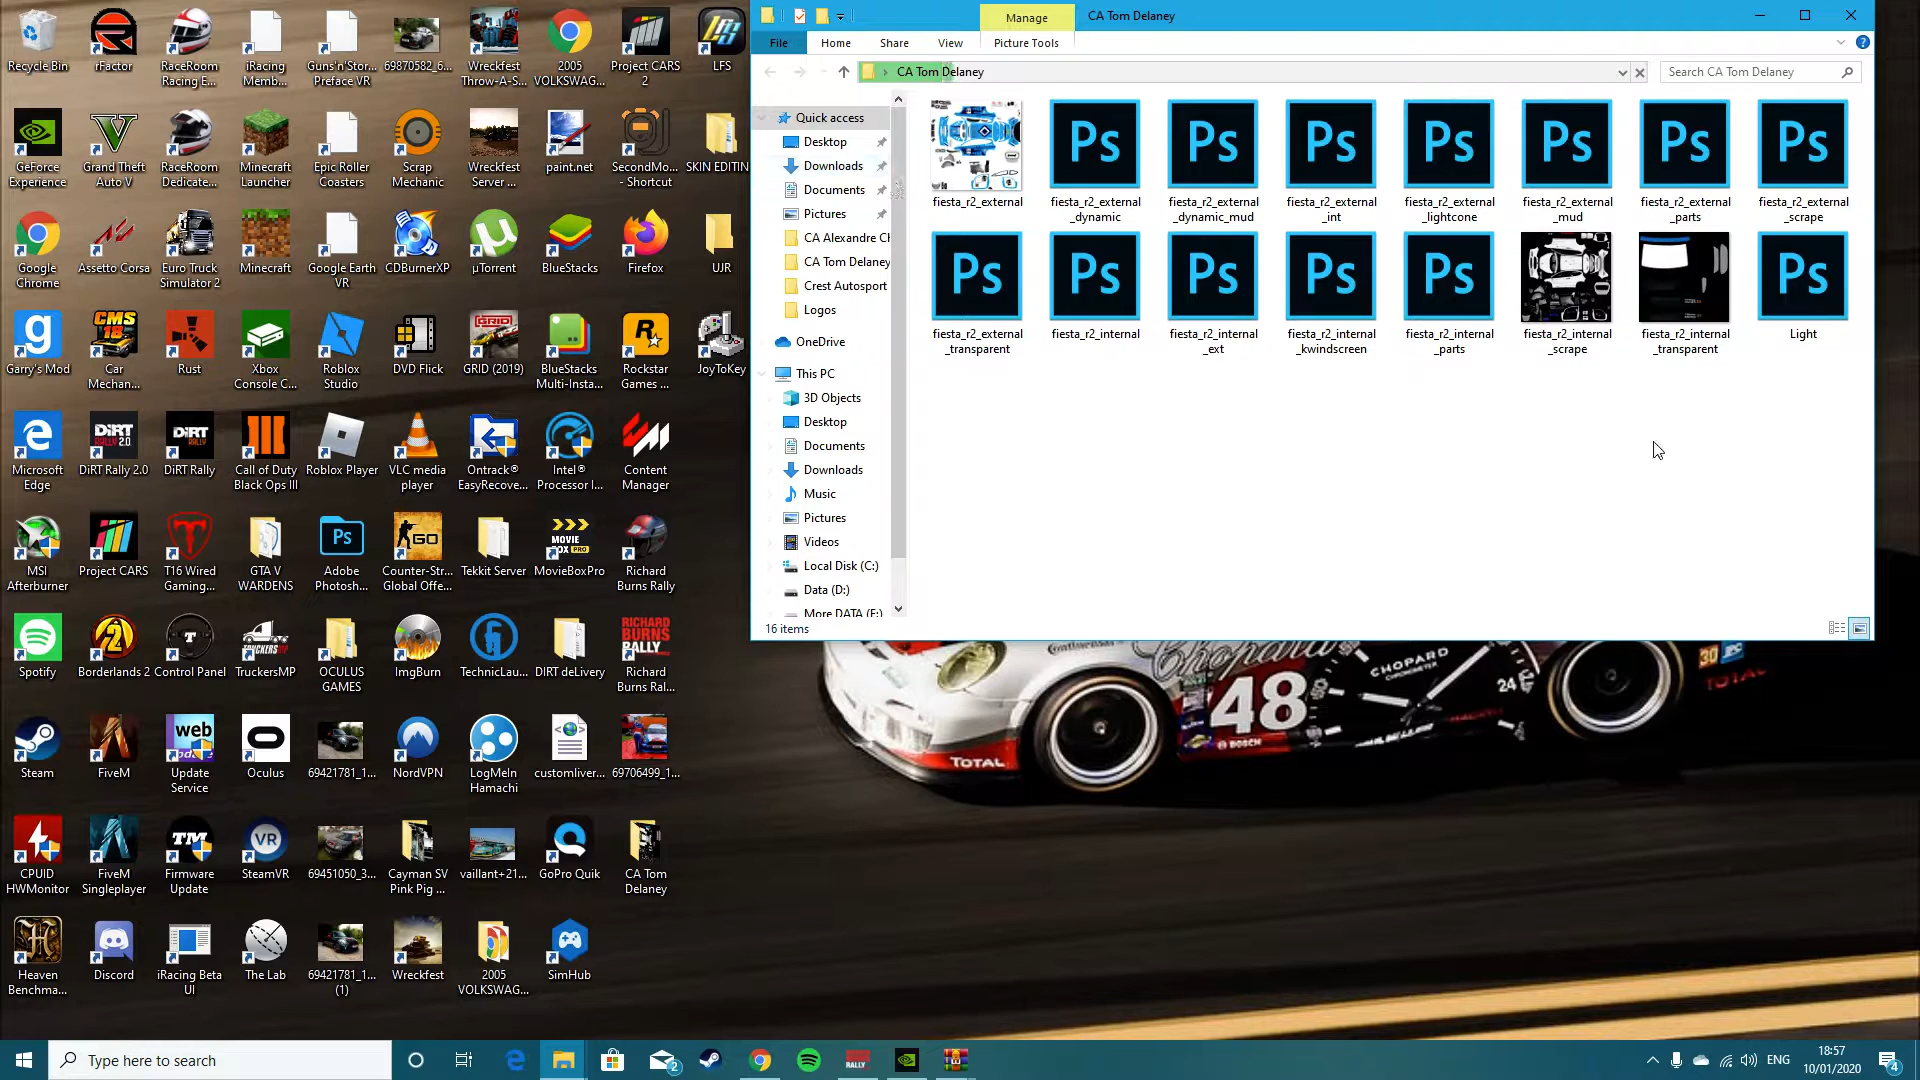 Manage
CA Tom Delaney
File
Home
Share
View
Picture Tools
CA Tom Delaney
Search CA Tom Delaney
Quick access
Desktop
Downloads
Documents
Pictures
CA Alexandre Ch
CA Tom Delaney
Crest Autosport
Logos
OneDrive
This PC
3D Objects
Desktop
Documents
Downloads
Music
Pictures
Videos
Local Disk (C:)
Data (D:)
More DATA (F:)
16 items
fiesta_r2_external
fiesta_r2_external
_dynamic
fiesta_r2_external
_dynamic_mud
fiesta_r2_external
_int
fiesta_r2_external
_lightcone
fiesta_r2_external
_mud
fiesta_r2_external
_parts
fiesta_r2_external
_scrape
fiesta_r2_external
_transparent
fiesta_r2_internal
fiesta_r2_internal
_ext
fiesta_r2_internal
_kwindscreen
fiesta_r2_internal
_parts
fiesta_r2_internal
_scrape
fiesta_r2_internal
_transparent
Light
Recycle Bin
rFactor
RaceRoom
Racing E...
iRacing
Memb...
Guns'n'Stor...
Preface VR
69870582_6...
Wreckfest
Throw-A-S...
2005
VOLKSWAG...
Project CARS
2
LFS
GeForce
Experience
Grand Theft
Auto V
RaceRoom
Dedicate...
Minecraft
Launcher
Epic Roller
Coasters
Scrap
Mechanic
Wreckfest
Server ...
paint.net
SecondMo...
- Shortcut
SKIN EDITIN
Google
Chrome
Assetto Corsa
Euro Truck
Simulator 2
Minecraft
Google Earth
VR
CDBurnerXP
µTorrent
BlueStacks
Firefox
UJR
Garry's Mod
Car
Mechan...
Rust
Xbox
Console C...
Roblox
Studio
DVD Flick
GRID (2019)
BlueStacks
Multi-Insta...
Rockstar
Games ...
JoyToKey
Microsoft
Edge
DiRT Rally 2.0
DiRT Rally
Call of Duty
Black Ops III
Roblox Player
VLC media
player
Ontrack®
EasyRecove...
Intel®
Processor I...
Content
Manager
MSI
Afterburner
Project CARS
T16 Wired
Gaming...
GTA V
WARDENS
Adobe
Photosh...
Counter-Str...
Global Offe...
Tekkit Server
MovieBoxPro
Richard
Burns Rally
Spotify
Borderlands 2
Control Panel
TruckersMP
OCULUS
GAMES
ImgBurn
TechnicLau...
DIRT deLivery
Richard
Burns Ral...
Steam
FiveM
Update
Service
Oculus
69421781_1...
NordVPN
LogMeIn
Hamachi
customliver...
69706499_1...
CPUID
HWMonitor
FiveM
Singleplayer
Firmware
Update
SteamVR
69451050_3...
Cayman SV
Pink Pig ...
vaillant+21...
GoPro Quik
CA Tom
Delaney
Heaven
Benchma...
Discord
iRacing Beta
UI
The Lab
69421781_1...
(1)
Wreckfest
2005
VOLKSWAG...
SimHub
Continental
Chopard
CHOPARD
CHRONOMETER
48
24
30
TOTAL
BOSCH
TOTAL
Type here to search
2
RALLY
ENG
18:57
10/01/2020
4